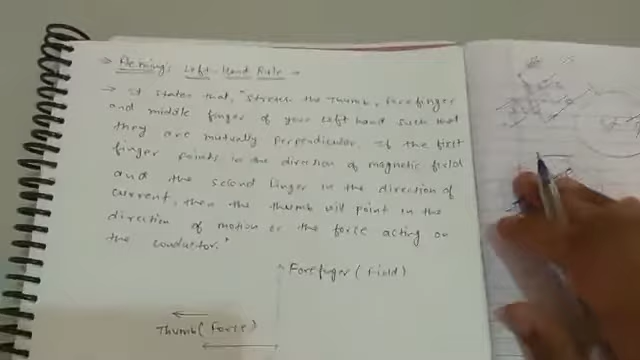 → Fleming's Left-Hand Rule →
→ It states that, "Stretch the Thumb, forefinger
and middle finger of your left hand such that
they are mutually perpendicular. If the first
finger points in the direction of magnetic field
and the second finger in the direction of
current, then the thumb will point in the
direction of motion or the force acting on
the conductor."
Forefinger (Field)
Thumb (Force)